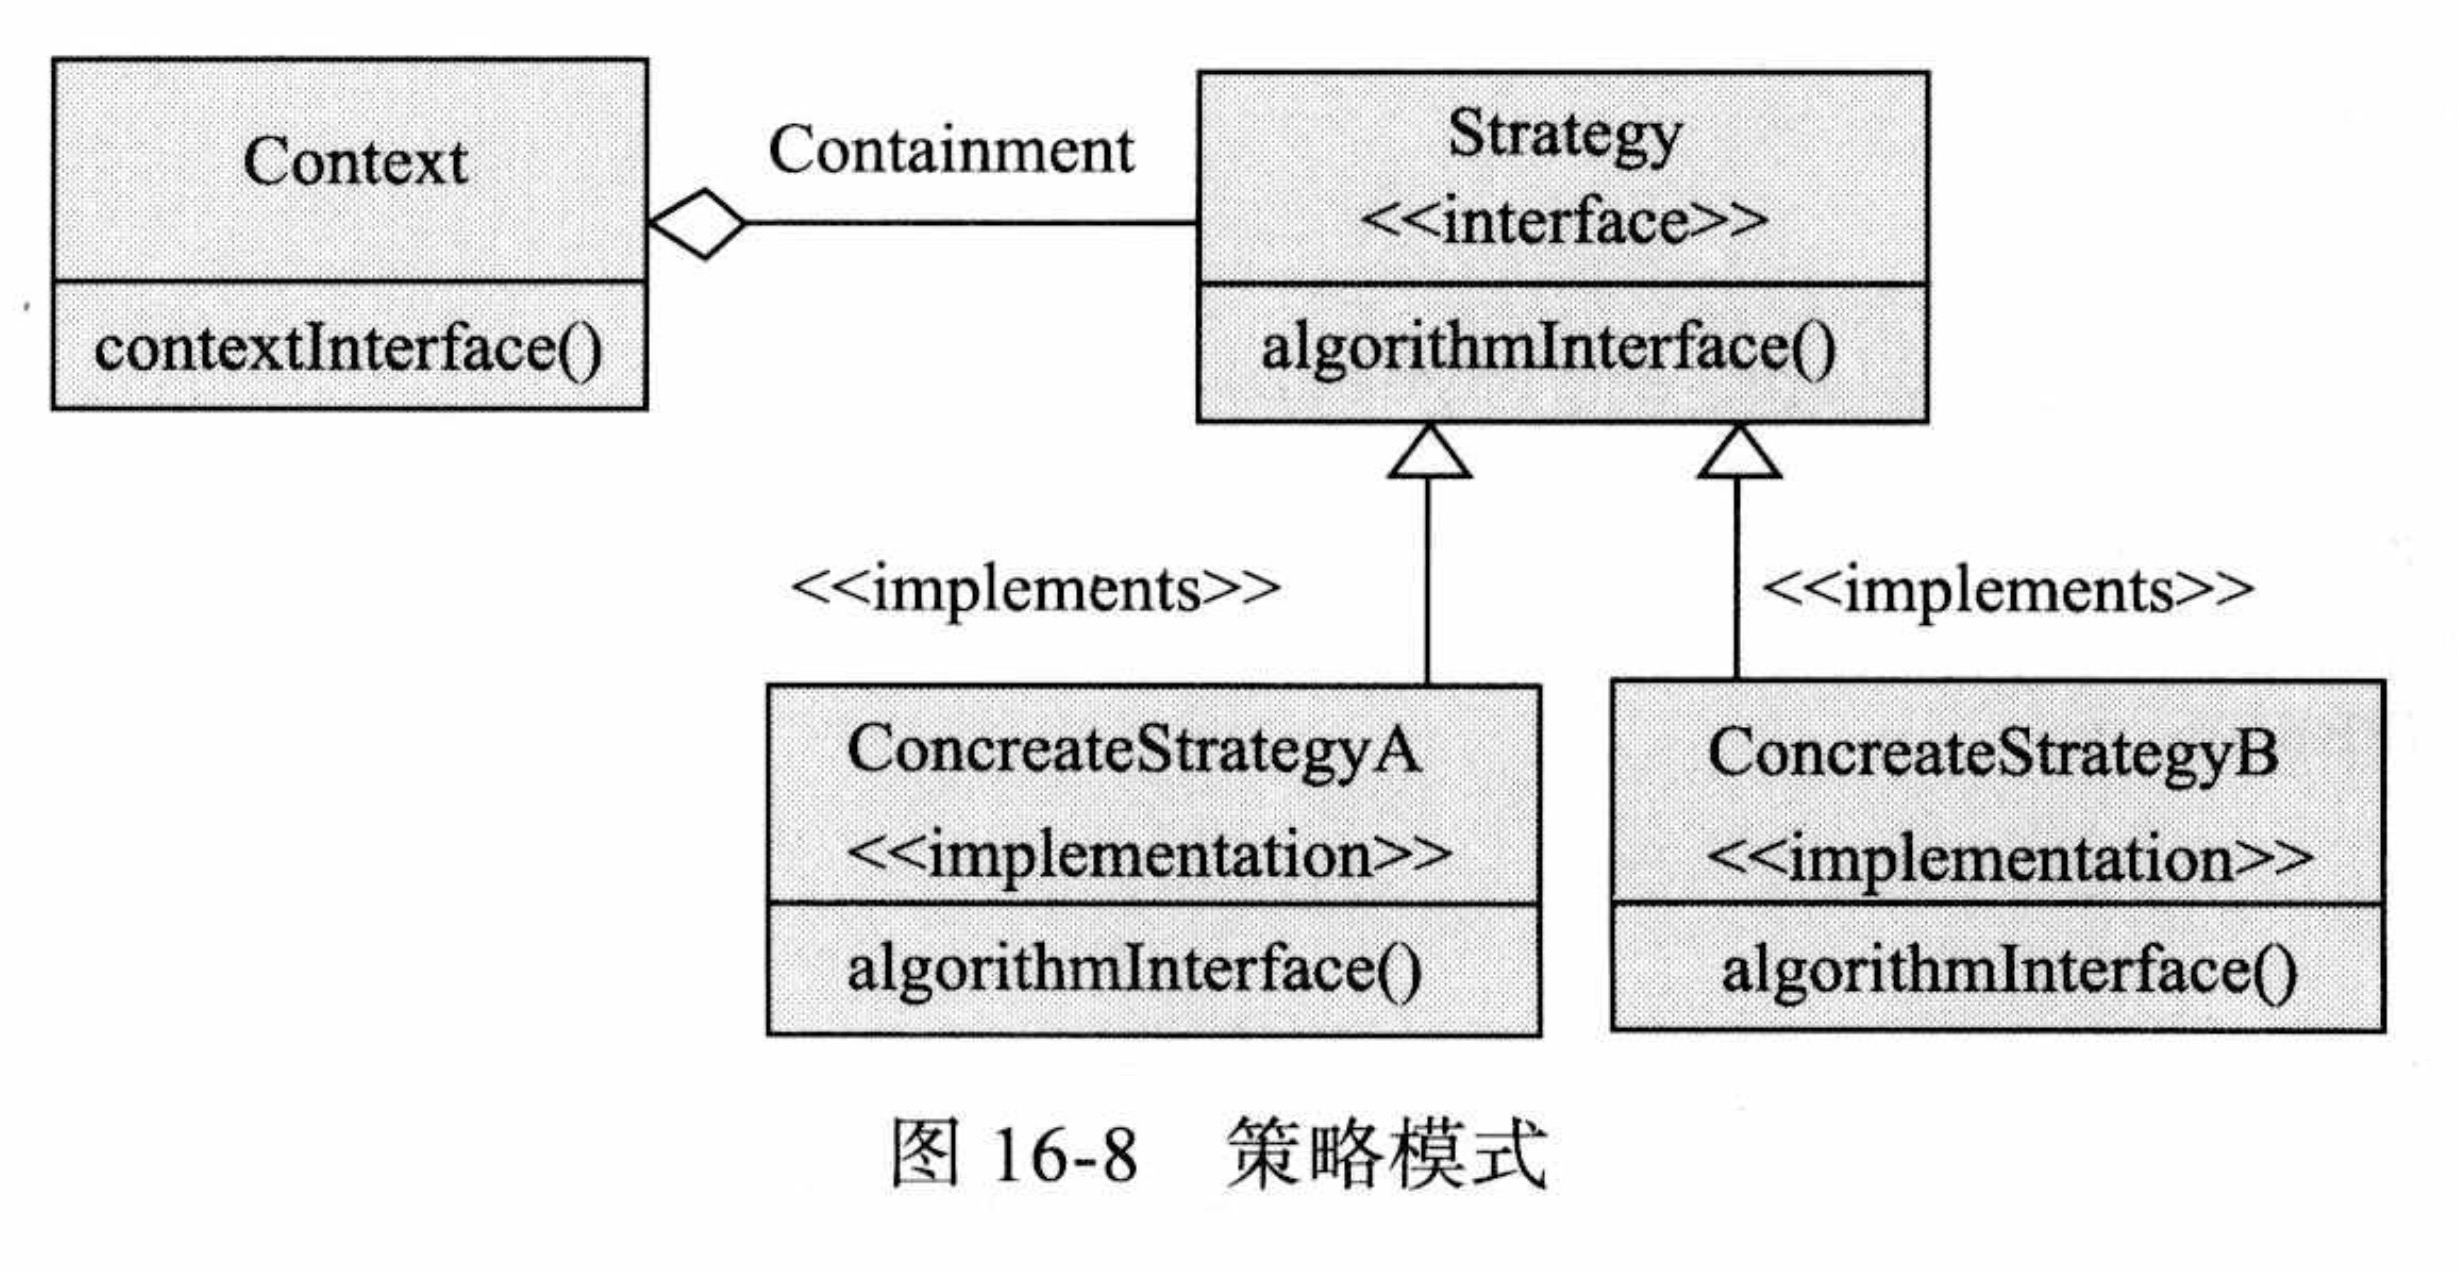 Context
contextInterface()
Containment
Strategy
<<interface>>
algorithmInterface()
<<implements>>
<<implements>>
ConcreateStrategyA
<<implementation>>
algorithmInterface()
ConcreateStrategyB
<<implementation>>
algorithmInterface()
图 16-8 策略模式